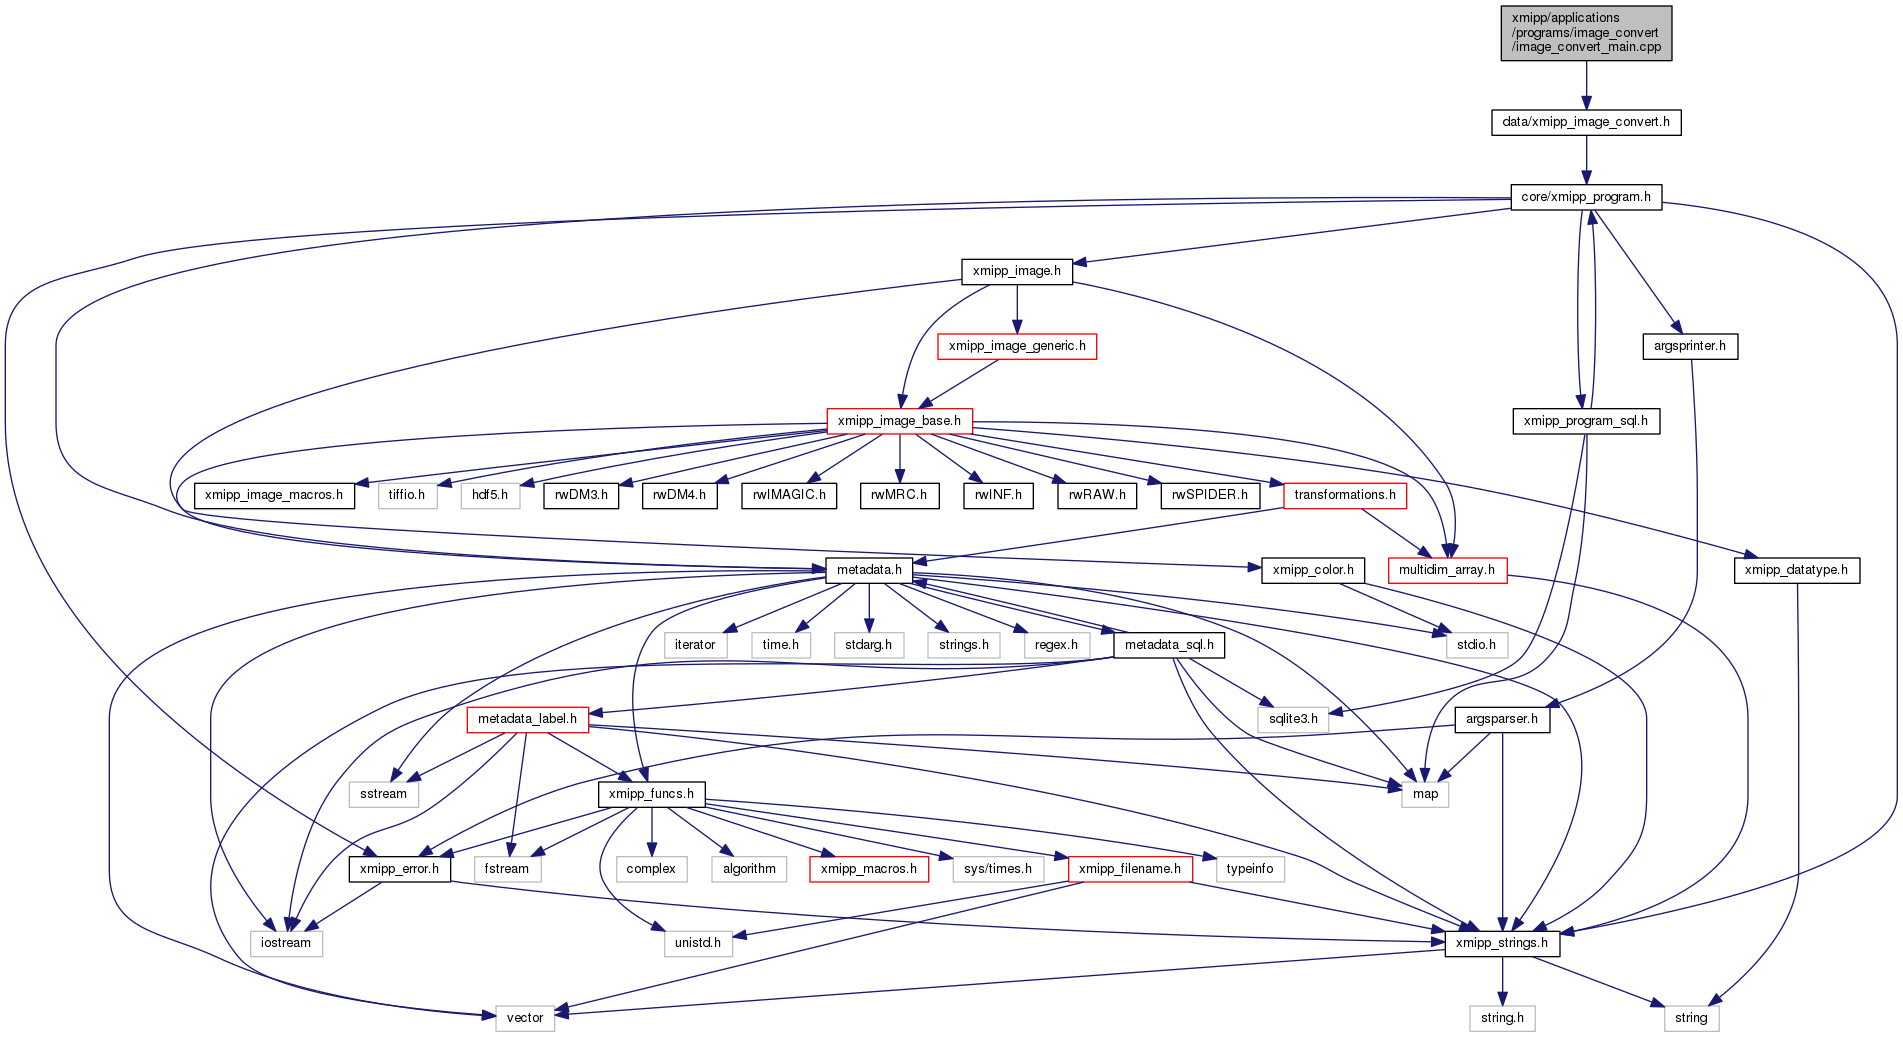 xmipp/applications
/programs/image_convert
/image_convert_main.cpp
data/xmipp_image_convert.h
core/xmipp_program.h
xmipp_image.h
xmipp_image_generic.h
argsprinter.h
xmipp_image_base.h
xmipp_program_sql.h
xmipp_image_macros.h
tiffio.h
hdf5.h
rwDM3.h
rwDM4.h
rwIMAGIC.h
rwMRC.h
rwINF.h
rwRAW.h
rwSPIDER.h
transformations.h
metadata.h
xmipp_color.h
multidim_array.h
xmipp_datatype.h
iterator
time.h
stdarg.h
strings.h
regex.h
metadata_sql.h
stdio.h
metadata_label.h
sqlite3.h
argsparser.h
sstream
xmipp_funcs.h
map
xmipp_error.h
fstream
complex
algorithm
xmipp_macros.h
sys/times.h
xmipp_filename.h
typeinfo
iostream
unistd.h
xmipp_strings.h
vector
string.h
string